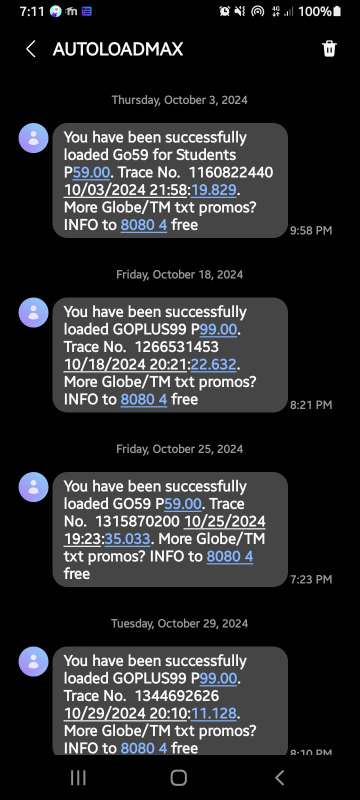 7:11 100%
AUTOLOADMAX
Thursday, October 3, 2024
You have been successfully
loaded Go59 for Students
P59.00. Trace No. 1160822440
10/03/2024 21:58:19.829.
More Globe/TM txt promos?
INFO to 8080 4 free
9:58 PM
Friday, October 18, 2024
You have been successfully
loaded GOPLUS99 P99.00.
Trace No. 1266531453
10/18/2024 20:21:22.632.
More Globe/TM txt promos?
INFO to 8080 4 free
8:21 PM
Friday, October 25, 2024
You have been successfully
loaded GO59 P59.00. Trace
No. 1315870200 10/25/2024
19:23:35.033. More Globe/TM
txt promos? INFO to 8080 4
free
7:23 PM
Tuesday, October 29, 2024
You have been successfully
loaded GOPLUS99 P99.00.
Trace No. 1344692626
10/29/2024 20:10:11.128.
More Globe/TM txt promos?
INFO to 8080 4 free
8:10 PM